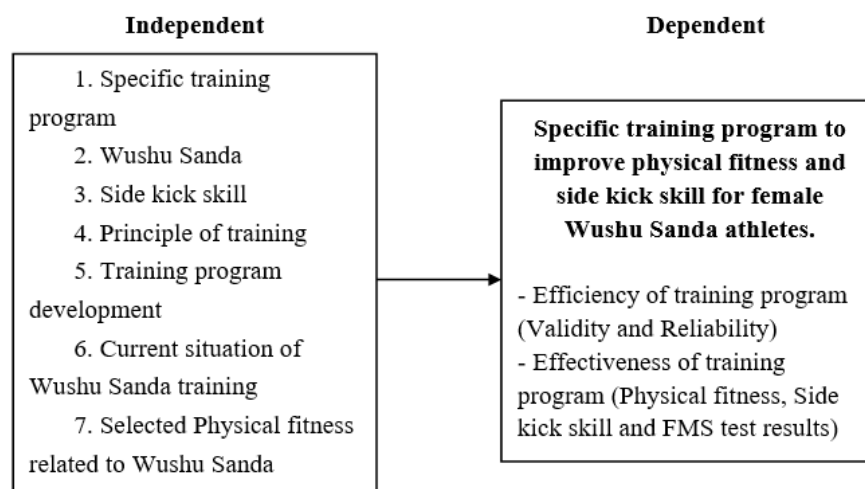 Independent
1. Specific training
program
2. Wushu Sanda
3. Side kick skill
4. Principle of training
5. Training program
development
6. Current situation of
Wushu Sanda training
7. Selected Physical fitness
related to Wushu Sanda
Dependent
Specific training program to
improve physical fitness and
side kick skill for female
Wushu Sanda athletes.
- Efficiency of training program
(Validity and Reliability)
- Effectiveness of training
program (Physical fitness, Side
kick skill and FMS test results)